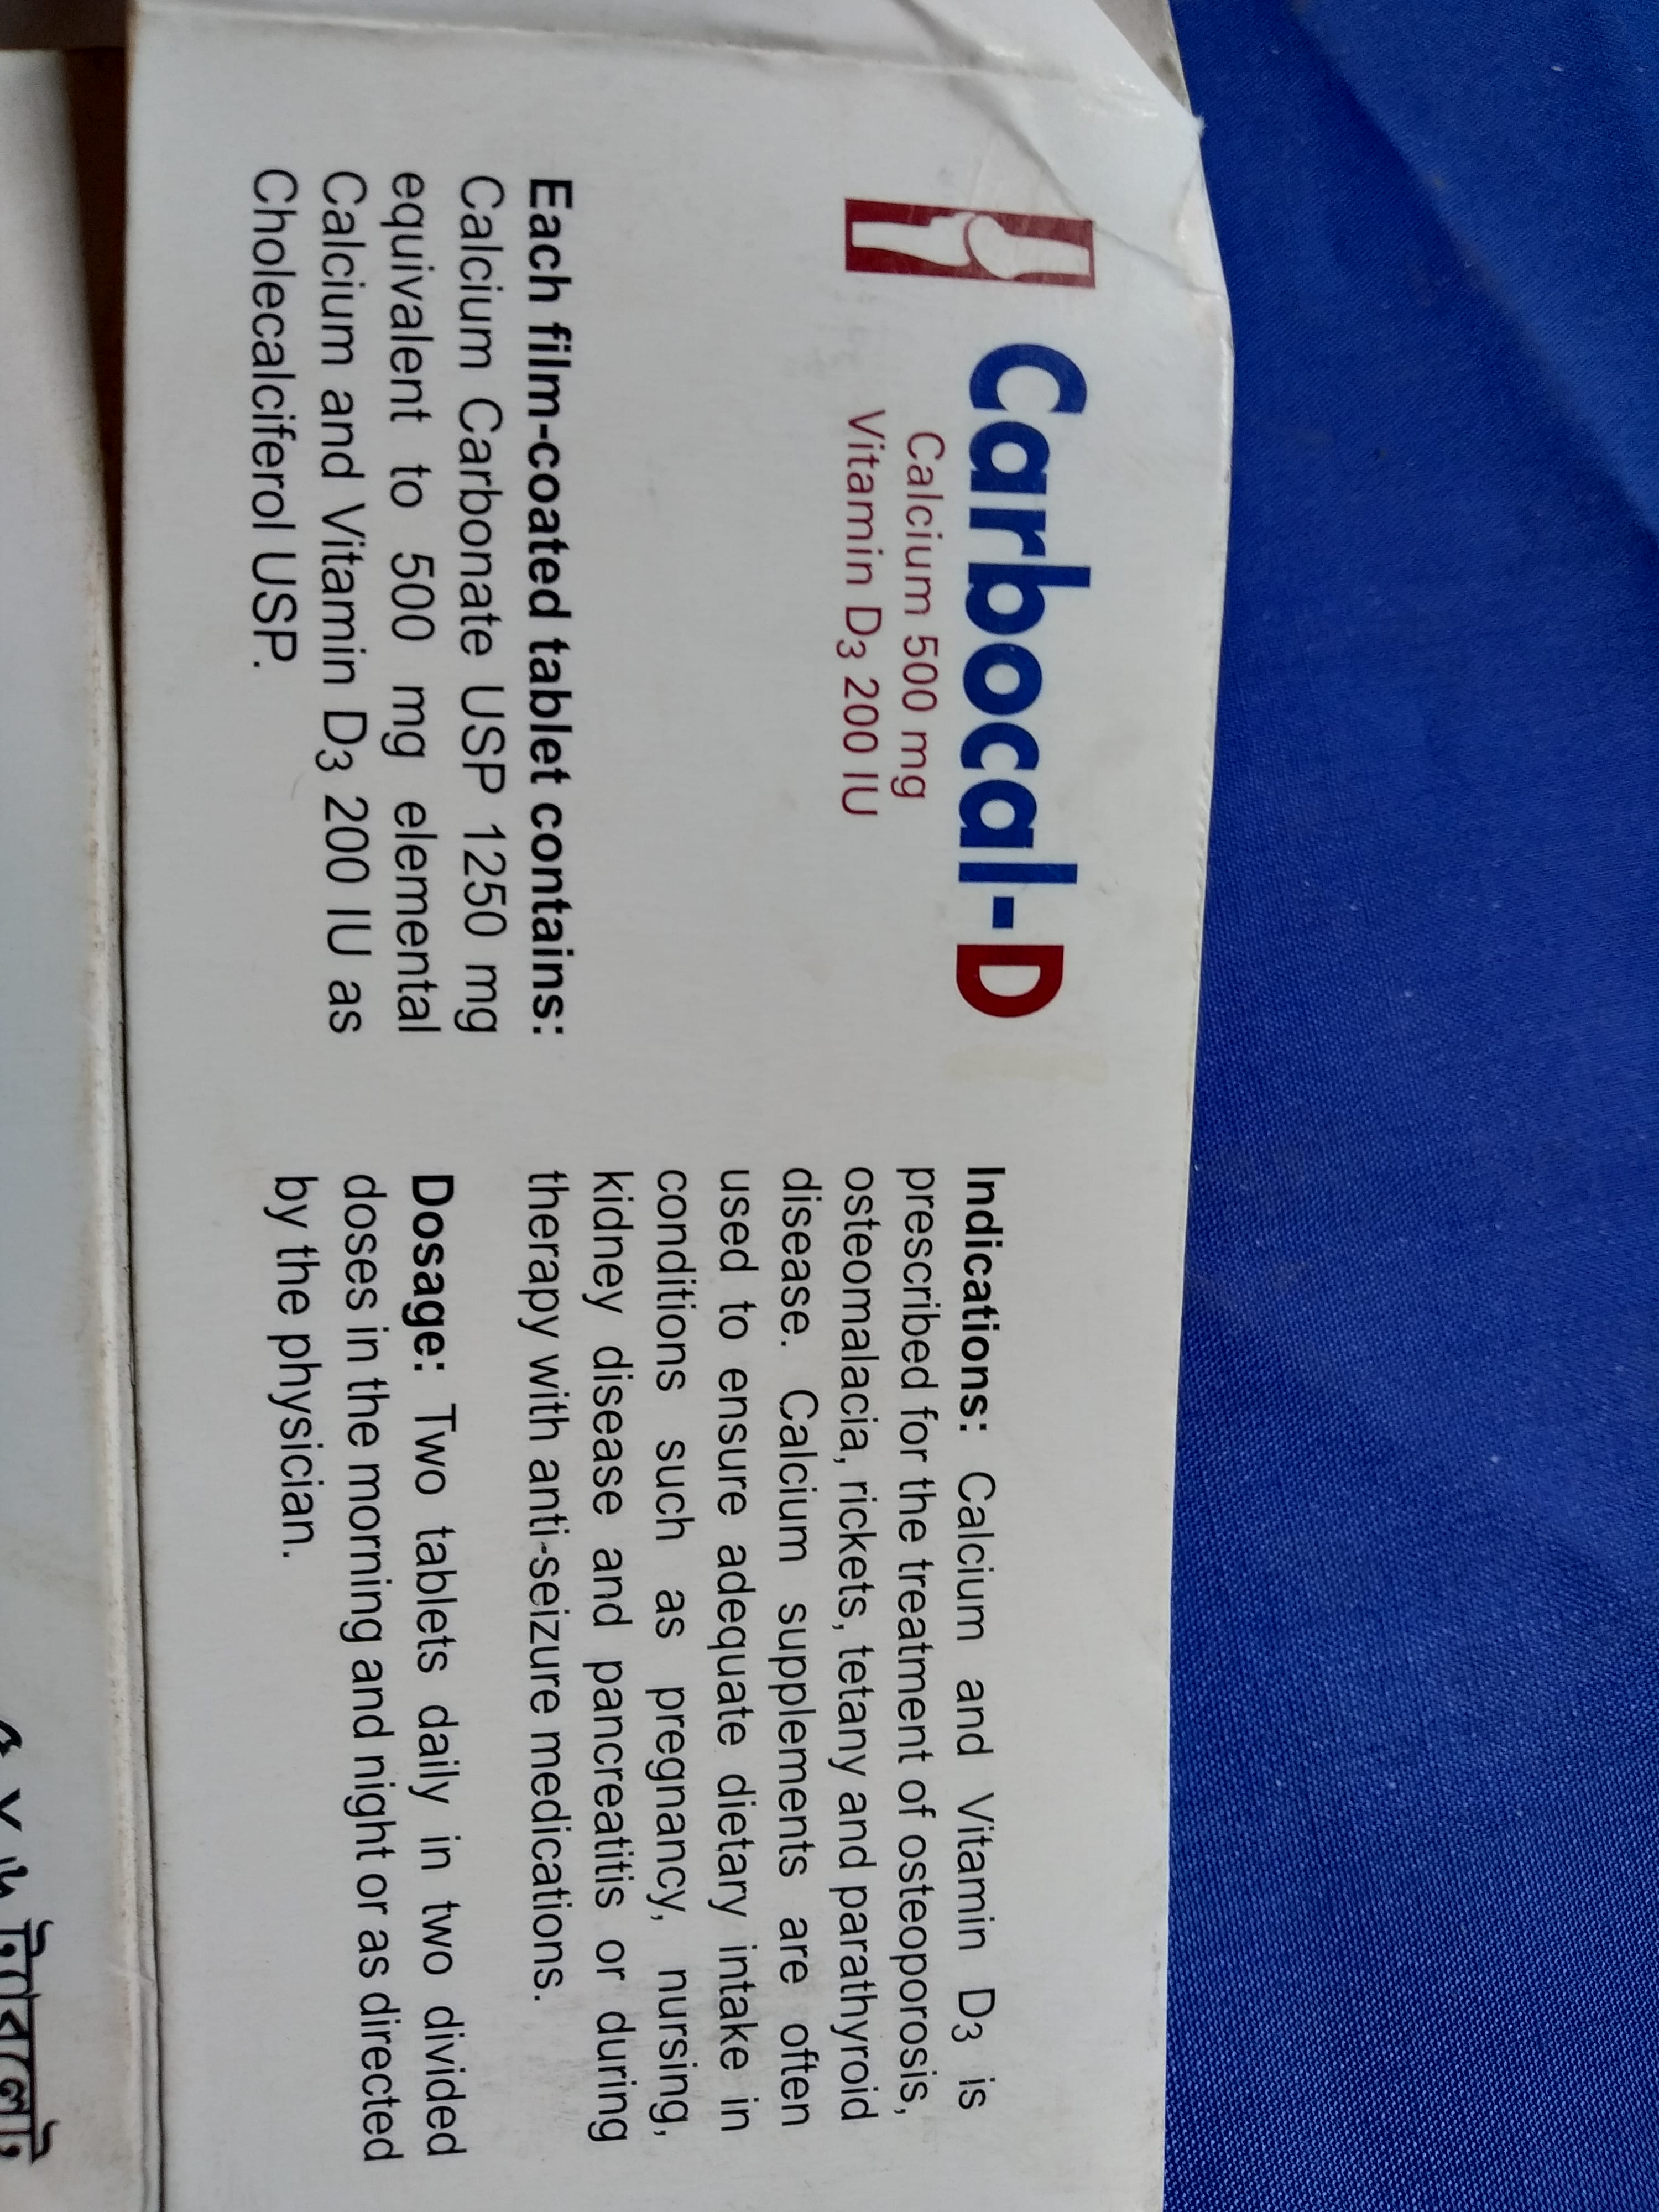 Carbocal-D
Calcium 500 mg
Vitamin D3 200 IU
Each film-coated tablet contains:
Calcium Carbonate USP 1250 mg
equivalent to 500 mg elemental
Calcium and Vitamin D3 200 IU as
Cholecalciferol USP.
Indications: Calcium and Vitamin D3 is
prescribed for the treatment of osteoporosis,
osteomalacia, rickets, tetany and parathyroid
disease. Calcium supplements are often
used to ensure adequate dietary intake in
conditions such as pregnancy, nursing,
kidney disease and pancreatitis or during
therapy with anti-seizure medications.
Dosage: Two tablets daily in two divided
doses in the morning and night or as directed
by the physician.
ট্যাবলেট